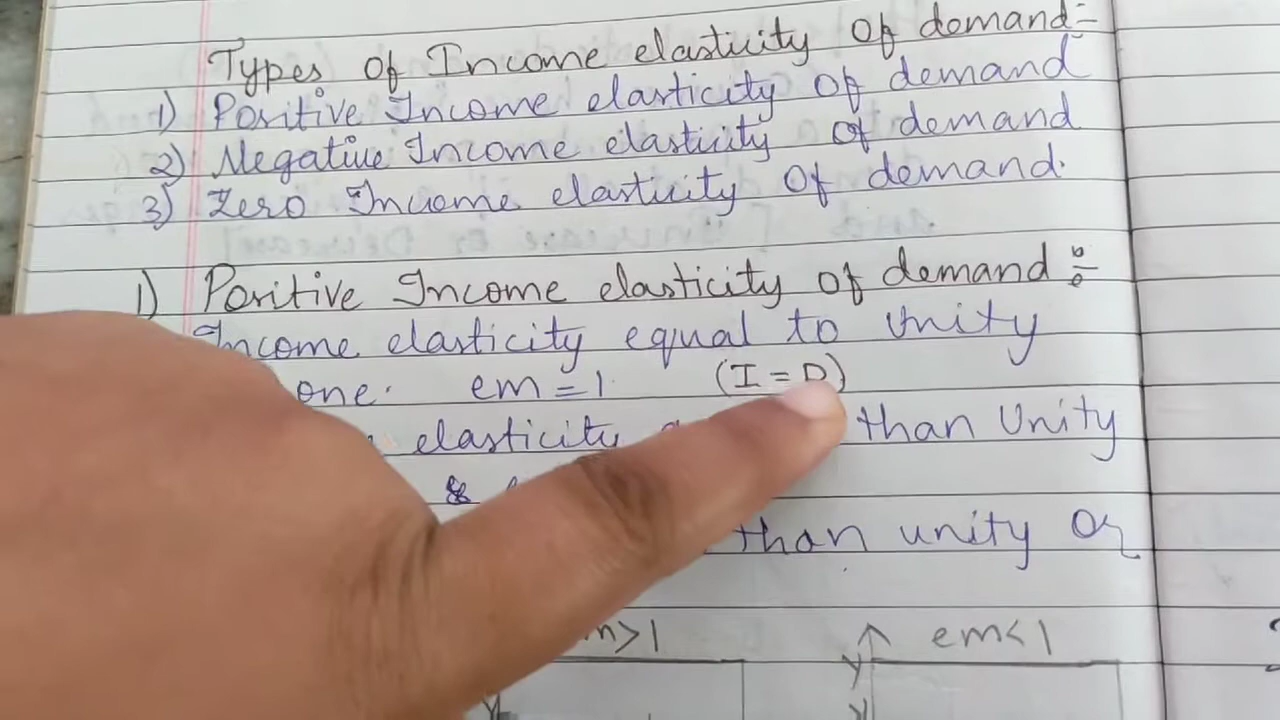 Types of Income elasticity of demand:-
1) Positive Income elasticity of demand
2) Negative Income elasticity of demand
3) Zero Income elasticity of demand.
1) Positive Income elasticity of demand :-
Income elasticity equal to unity
one. em = 1 (I = D)
elasticity than Unity
&
than unity or
m>1 em<1
Y
Y Y